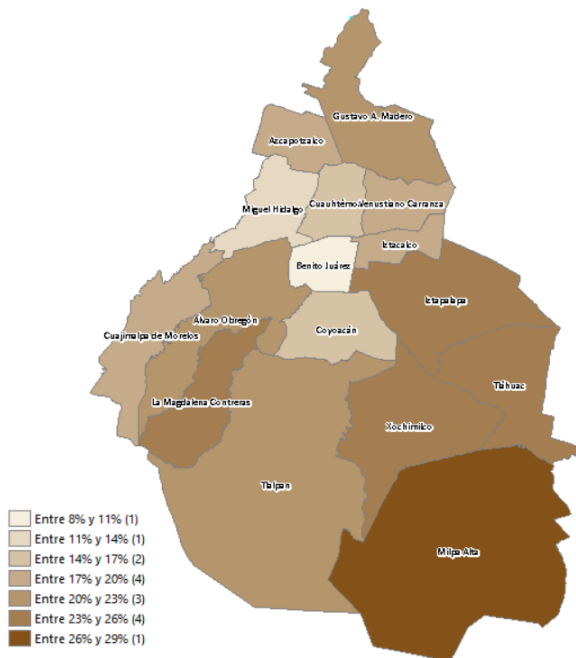 Gustavo A. Madero
Azcapotzalco
Miguel Hidalgo
Cuauhtémoc
Venustiano Carranza
Iztacalco
Benito Juárez
Iztapalapa
Álvaro Obregón
Coyoacán
Cuajimalpa de Morelos
Tláhuac
La Magdalena Contreras
Xochimilco
Tlalpan
Milpa Alta
Entre 8% y 11% (1)
Entre 11% y 14% (1)
Entre 14% y 17% (2)
Entre 17% y 20% (4)
Entre 20% y 23% (3)
Entre 23% y 26% (4)
Entre 26% y 29% (1)